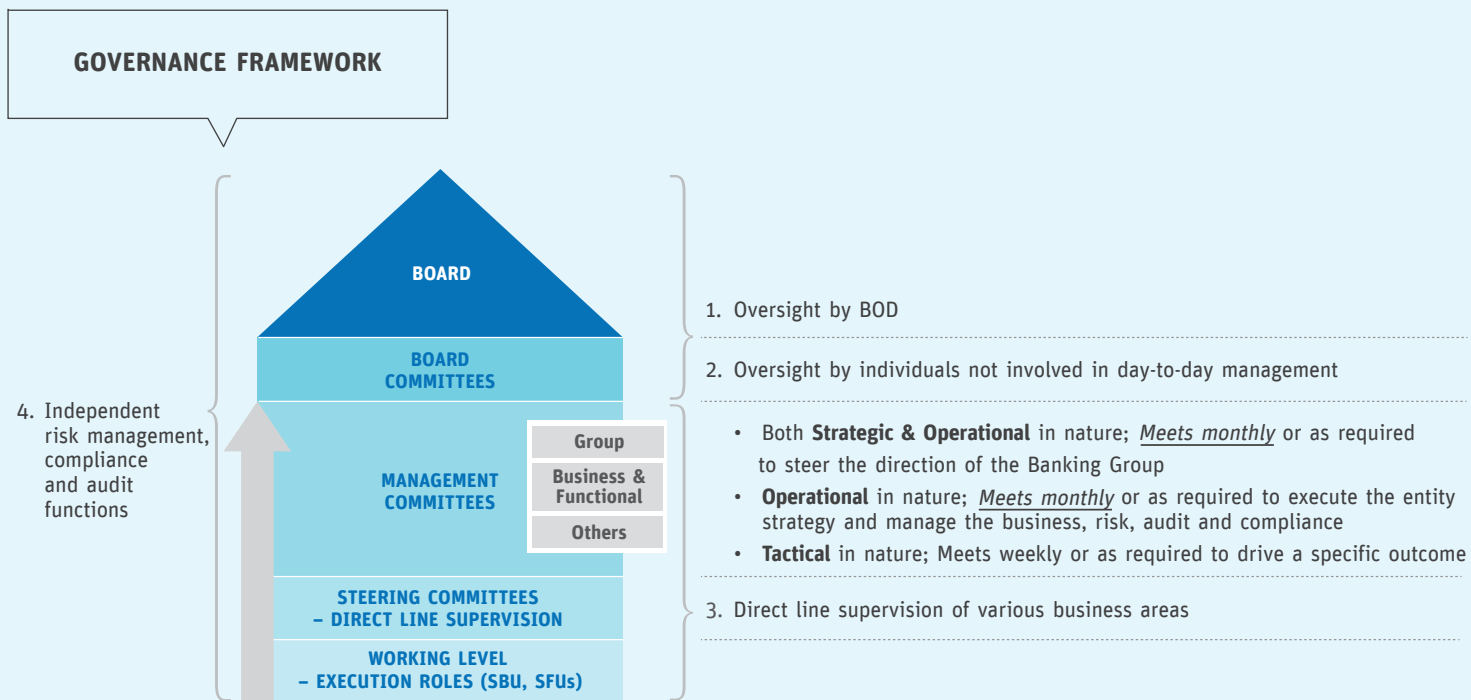 GOVERNANCE FRAMEWORK
BOARD
BOARD
COMMITTEES
MANAGEMENT
COMMITTEES
Group
Business &
Functional
Others
STEERING COMMITTEES
– DIRECT LINE SUPERVISION
WORKING LEVEL
– EXECUTION ROLES (SBU, SFUs)
4. Independent
risk management,
compliance
and audit
functions
1. Oversight by BOD
2. Oversight by individuals not involved in day-to-day management
• Both Strategic & Operational in nature; Meets monthly or as required
to steer the direction of the Banking Group
• Operational in nature; Meets monthly or as required to execute the entity
strategy and manage the business, risk, audit and compliance
• Tactical in nature; Meets weekly or as required to drive a specific outcome
3. Direct line supervision of various business areas